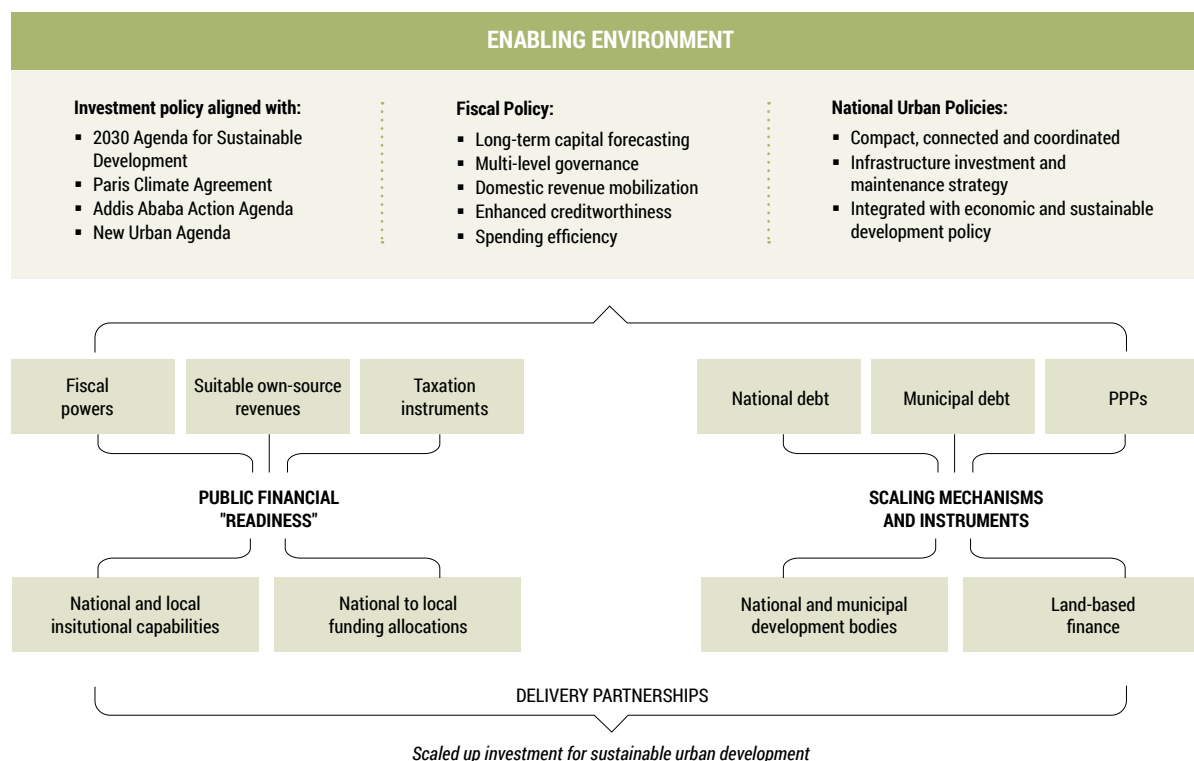 ENABLING ENVIRONMENT
Investment policy aligned with:
▪ 2030 Agenda for Sustainable
Development
▪ Paris Climate Agreement
▪ Addis Ababa Action Agenda
▪ New Urban Agenda
Fiscal Policy:
▪ Long-term capital forecasting
▪ Multi-level governance
▪ Domestic revenue mobilization
▪ Enhanced creditworthiness
▪ Spending efficiency
National Urban Policies:
▪ Compact, connected and coordinated
▪ Infrastructure investment and
maintenance strategy
▪ Integrated with economic and sustainable
development policy
Fiscal
powers
Suitable own-source
revenues
Taxation
instruments
PUBLIC FINANCIAL
"READINESS"
National and local
insitutional capabilities
National to local
funding allocations
National debt
Municipal debt
PPPs
SCALING MECHANISMS
AND INSTRUMENTS
National and municipal
development bodies
Land-based
finance
DELIVERY PARTNERSHIPS
Scaled up investment for sustainable urban development